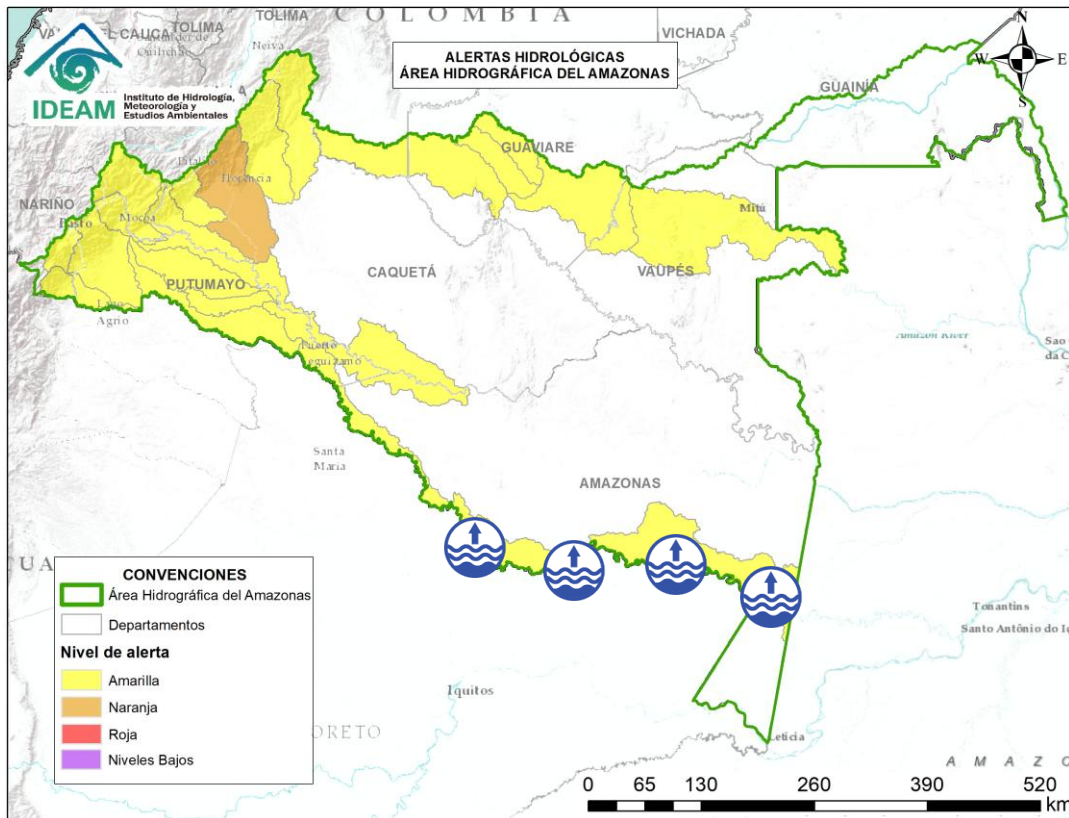 COLOMBIA
TOLIMA
TOLIMA
VICHADA
Neiva
N
W
E
S
ALERTAS HIDROLÓGICAS
ÁREA HIDROGRÁFICA DEL AMAZONAS
IDEAM
Instituto de Hidrología,
Meteorología y
Estudios Ambientales
GUAINÍA
GUAVIARE
Florencia
NARIÑO
Pasto
Mocoa
Mitú
CAQUETÁ
VAUPÉS
PUTUMAYO
Lago
Agrio
Amazon River
Puerto
Santa
María
AMAZONAS
CONVENCIONES
Área Hidrográfica del Amazonas
Departamentos
Nivel de alerta
Amarilla
Naranja
Roja
Niveles Bajos
Tonantins
Santo Antônio do
Iquitos
Leticia
0 65 130 260 390 520
km